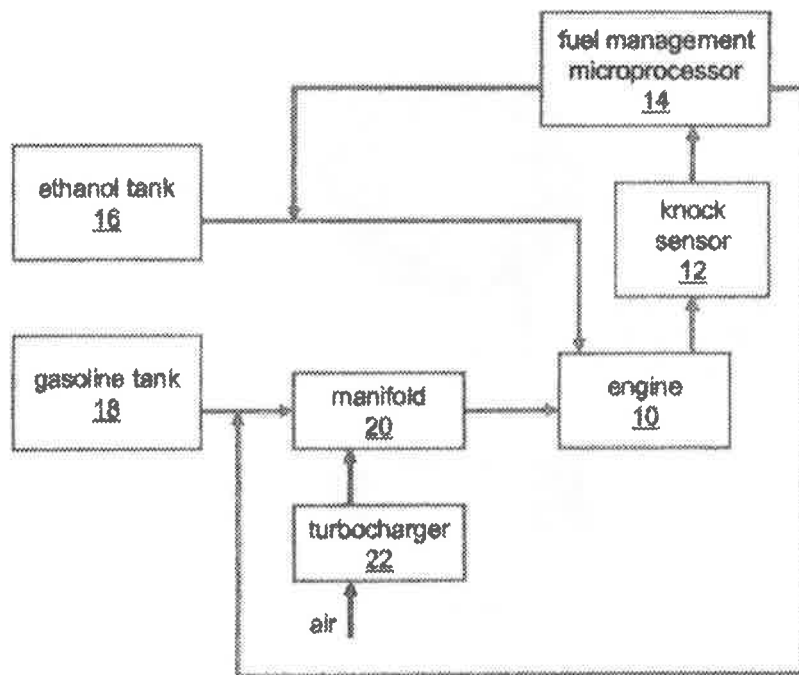 fuel management
microprocessor
14
ethanol tank
16
knock
sensor
12
gasoline tank
18
manifold
20
engine
10
turbocharger
22
air